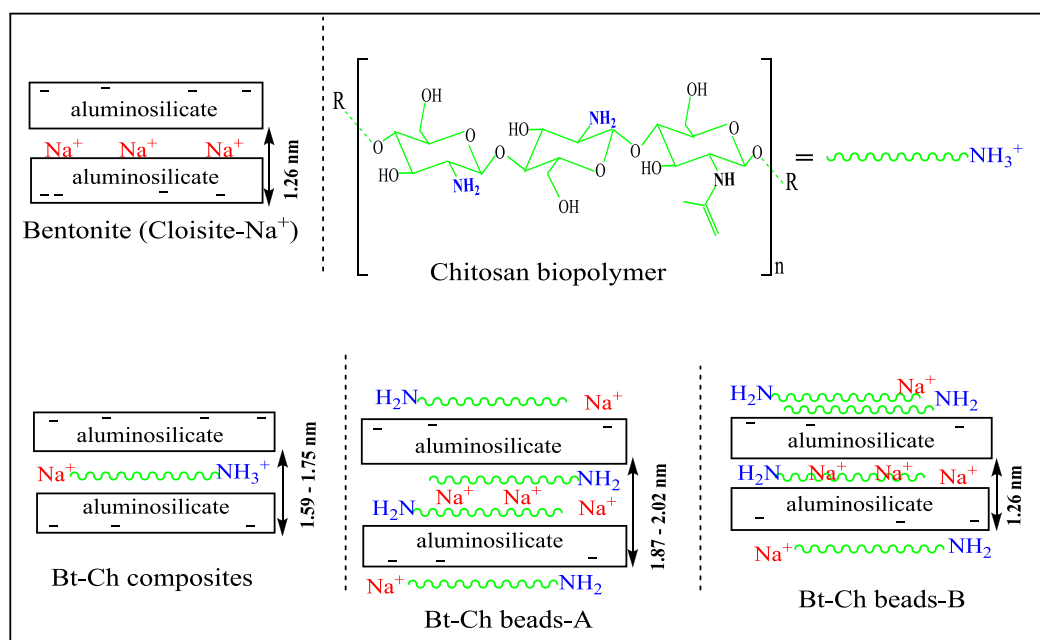 aluminosilicate
Na⁺ Na⁺ Na⁺
aluminosilicate
1.26 nm
Bentonite (Cloisite-Na⁺)
R
OH
O
O
HO
NH₂
O
HO
NH₂
O
OH
O
OH
O
HO
NH
O
R
n
=
NH₃⁺
Chitosan biopolymer
aluminosilicate
Na⁺ NH₃⁺
aluminosilicate
1.59 - 1.75 nm
Bt-Ch composites
H₂N Na⁺
aluminosilicate
NH₂
Na⁺ Na⁺
H₂N Na⁺
aluminosilicate
Na⁺ NH₂
1.87 - 2.02 nm
Bt-Ch beads-A
Na⁺
H₂N NH₂
aluminosilicate
H₂N Na⁺ Na⁺ Na⁺
aluminosilicate
Na⁺ NH₂
1.26 nm
Bt-Ch beads-B